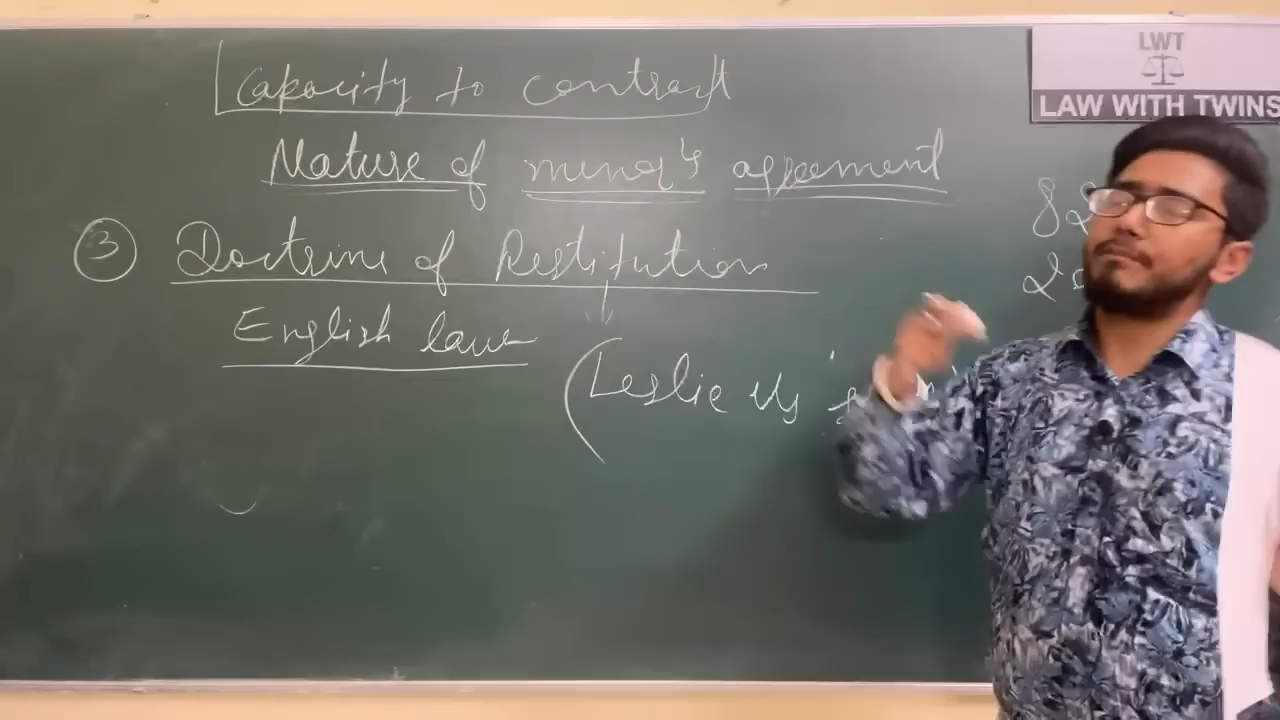 LWT
LAW WITH TWINS
Capacity to contract
Nature of minor's agreement
③ Doctrine of Restitution
English law
(Leslie Vs